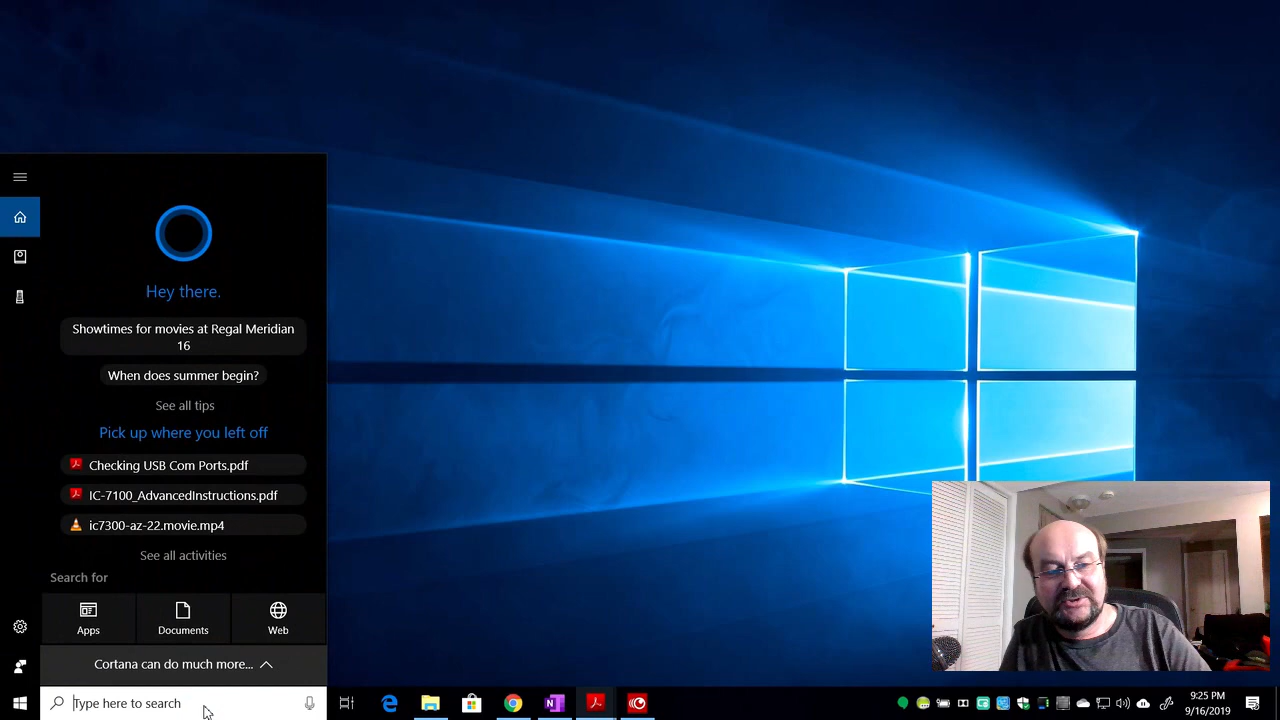 Hey there.
Showtimes for movies at Regal Meridian
16
When does summer begin?
See all tips
Pick up where you left off
Checking USB Com Ports.pdf
IC-7100_AdvancedInstructions.pdf
ic7300-az-22.movie.mp4
See all activities
Search for
Apps
Documents
Web
Cortana can do much more...
Type here to search
9:25 PM
9/16/2019